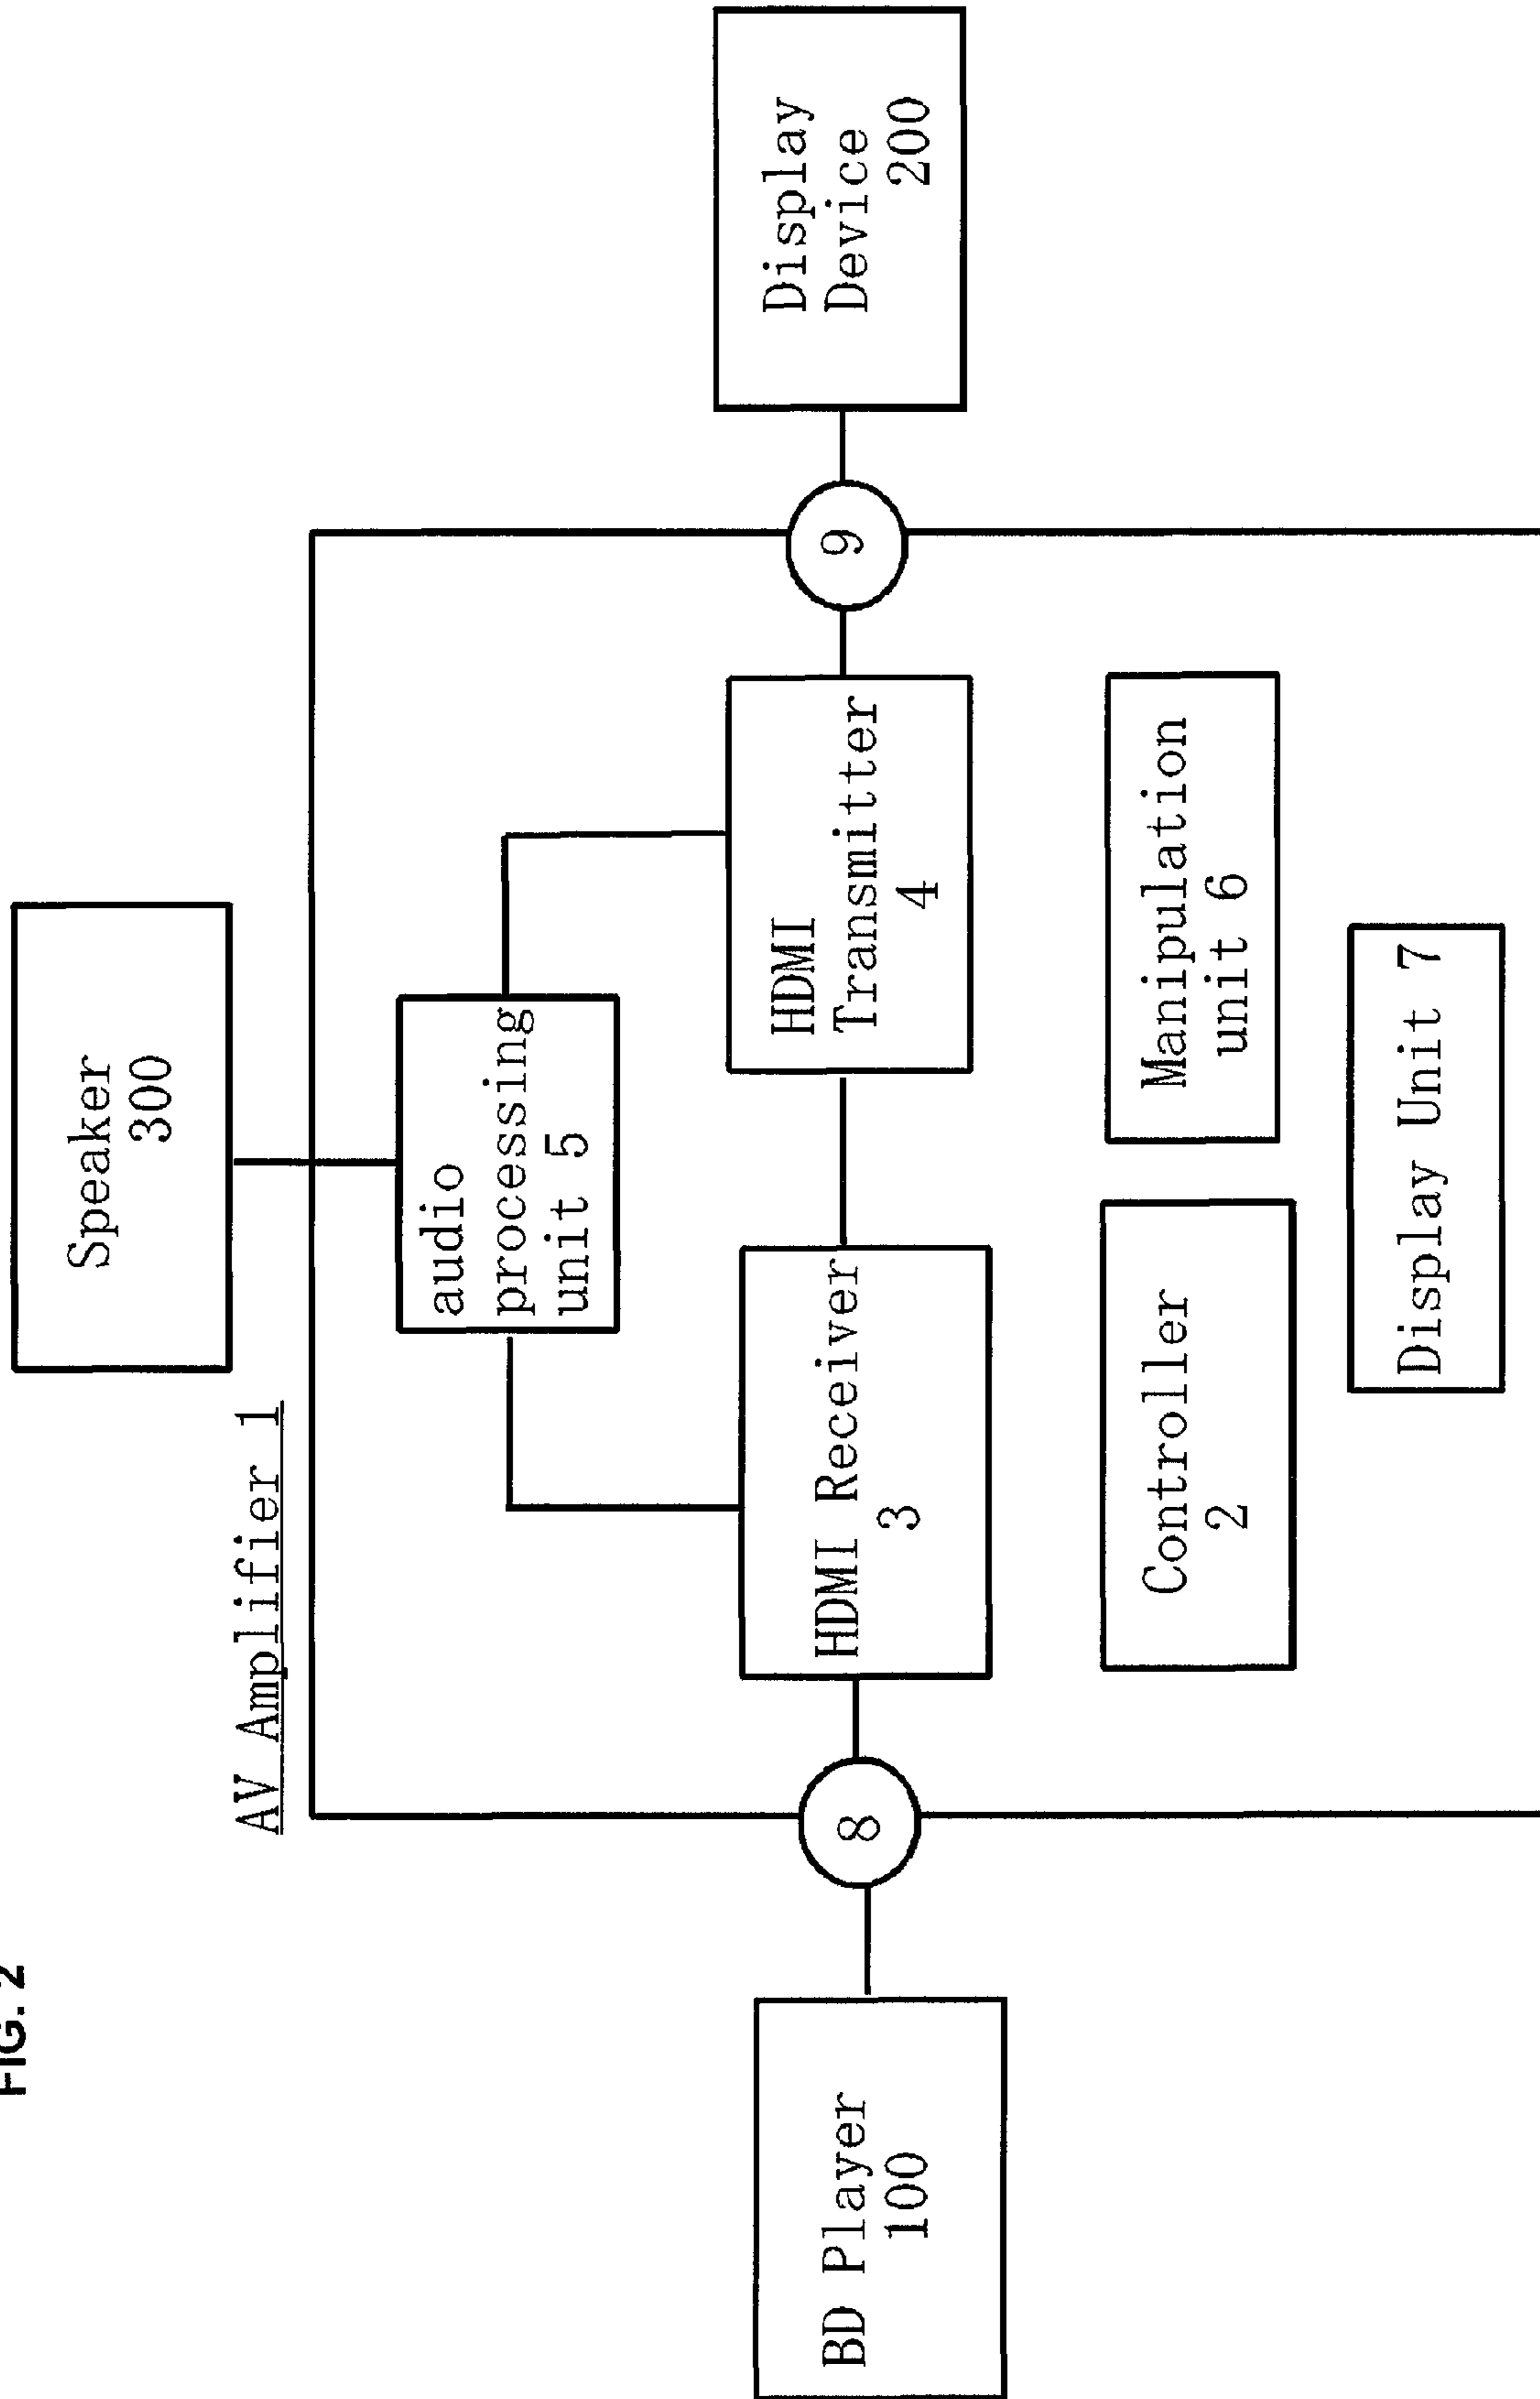 FIG. 2
Speaker
300
AV Amplifier 1
audio
processing
unit 5
BD Player
100
8
HDMI Receiver
3
HDMI
Transmitter
4
9
Display
Device
200
Controller
2
Manipulation
unit 6
Display Unit 7